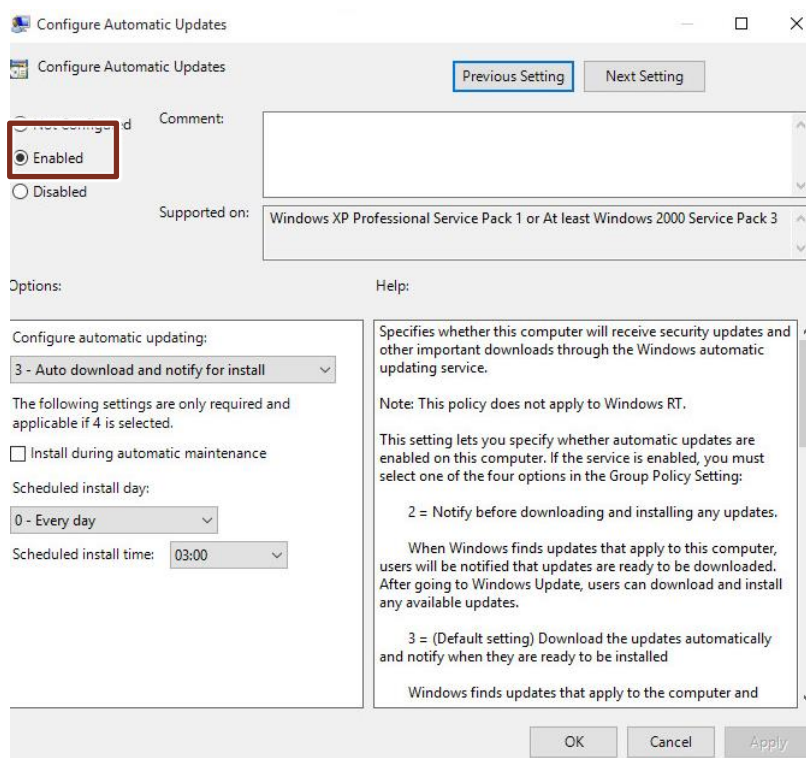 Configure Automatic Updates
Configure Automatic Updates
Previous Setting
Next Setting
Not Configured
Comment:
Enabled
Disabled
Supported on:
Windows XP Professional Service Pack 1 or At least Windows 2000 Service Pack 3
Options:
Help:
Configure automatic updating:
3 - Auto download and notify for install
The following settings are only required and
applicable if 4 is selected.
Install during automatic maintenance
Scheduled install day:
0 - Every day
Scheduled install time:
03:00
Specifies whether this computer will receive security updates and
other important downloads through the Windows automatic
updating service.
Note: This policy does not apply to Windows RT.
This setting lets you specify whether automatic updates are
enabled on this computer. If the service is enabled, you must
select one of the four options in the Group Policy Setting:
2 = Notify before downloading and installing any updates.
When Windows finds updates that apply to this computer,
users will be notified that updates are ready to be downloaded.
After going to Windows Update, users can download and install
any available updates.
3 = (Default setting) Download the updates automatically
and notify when they are ready to be installed
Windows finds updates that apply to the computer and
OK
Cancel
Apply